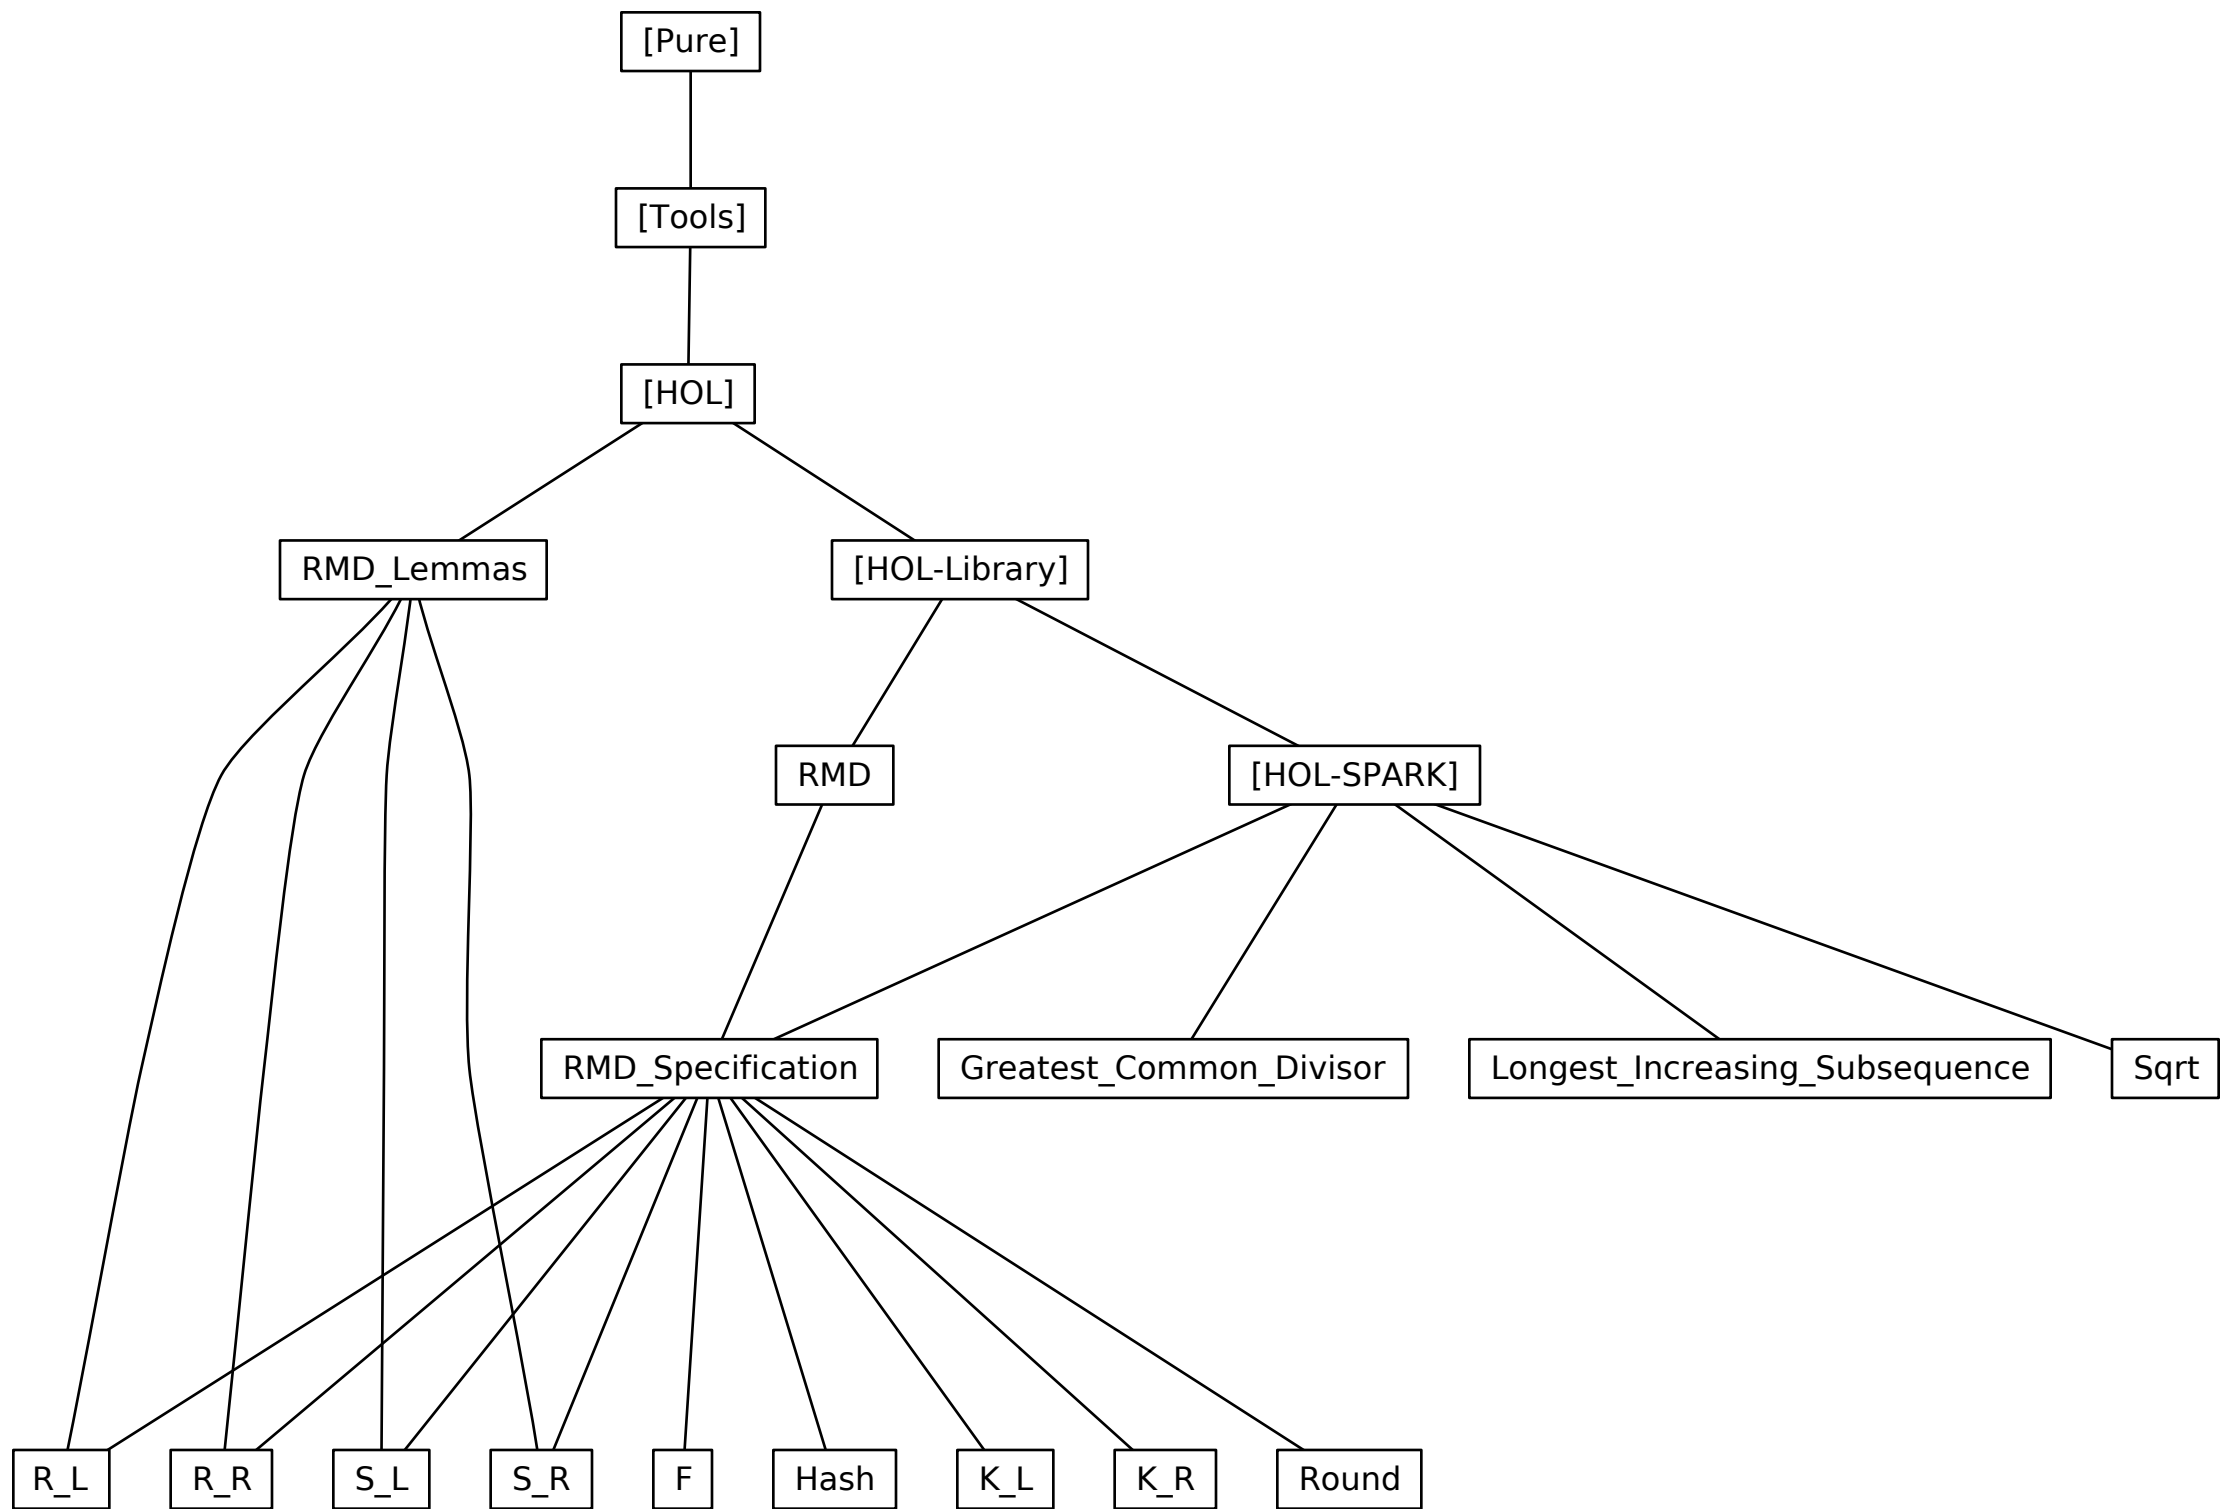 [Pure]
[Tools]
[HOL]
RMD_Lemmas
[HOL-Library]
RMD
[HOL-SPARK]
RMD_Specification
Greatest_Common_Divisor
Longest_Increasing_Subsequence
Sqrt
R_L
R_R
S_L
S_R
F
Hash
K_L
K_R
Round